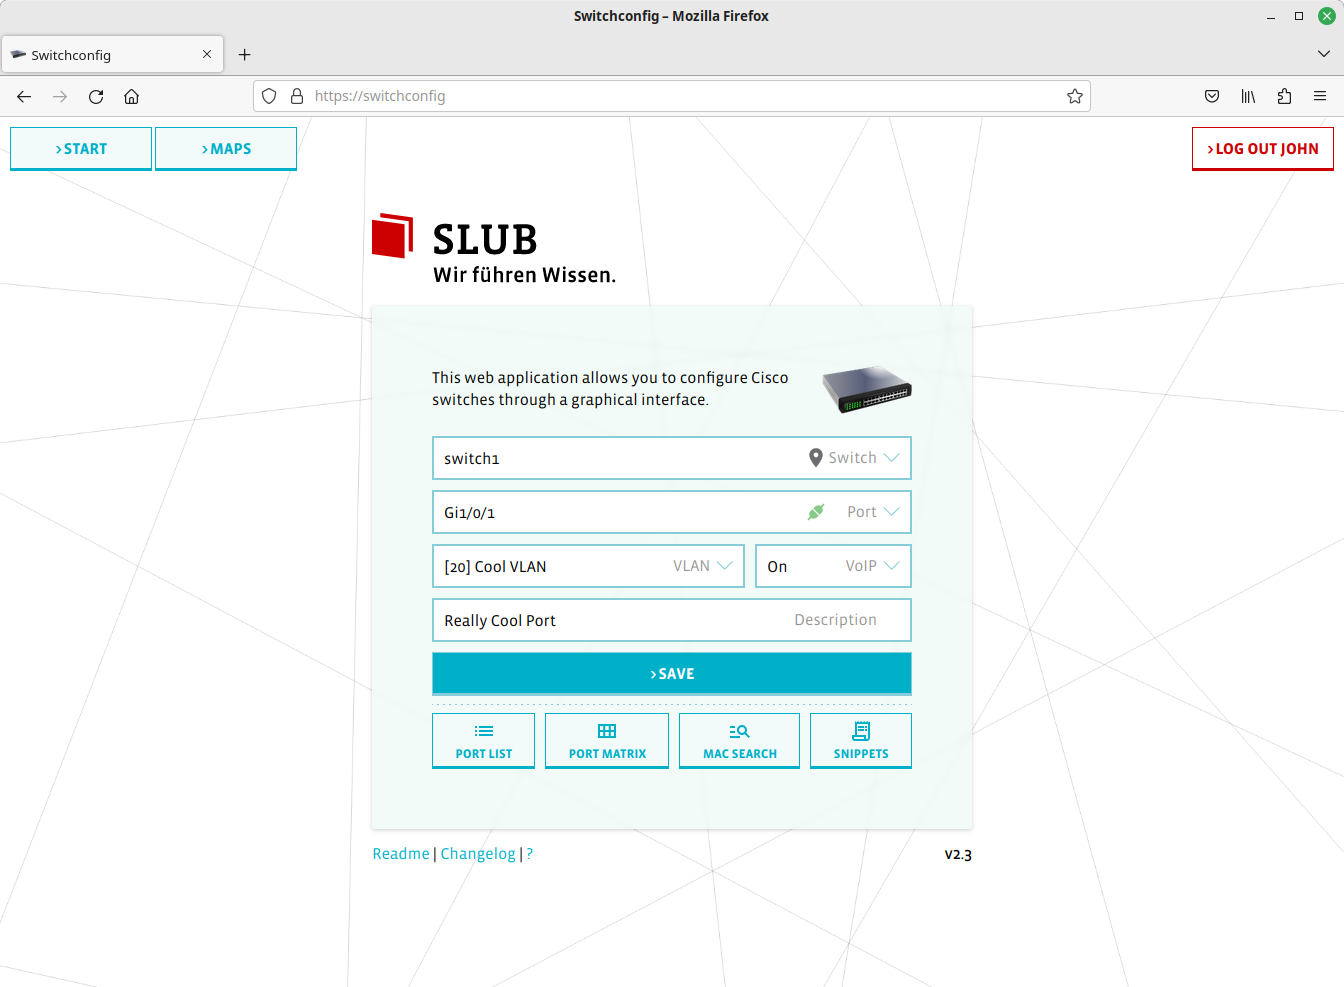 Switchconfig – Mozilla Firefox
Switchconfig
https://switchconfig
START
MAPS
LOG OUT JOHN
SLUB
Wir führen Wissen.
This web application allows you to configure Cisco
switches through a graphical interface.
switch1 Switch
Gi1/0/1 Port
[20] Cool VLAN VLAN On VoIP
Really Cool Port Description
SAVE
PORT LIST PORT MATRIX MAC SEARCH SNIPPETS
Readme | Changelog | ? v2.3